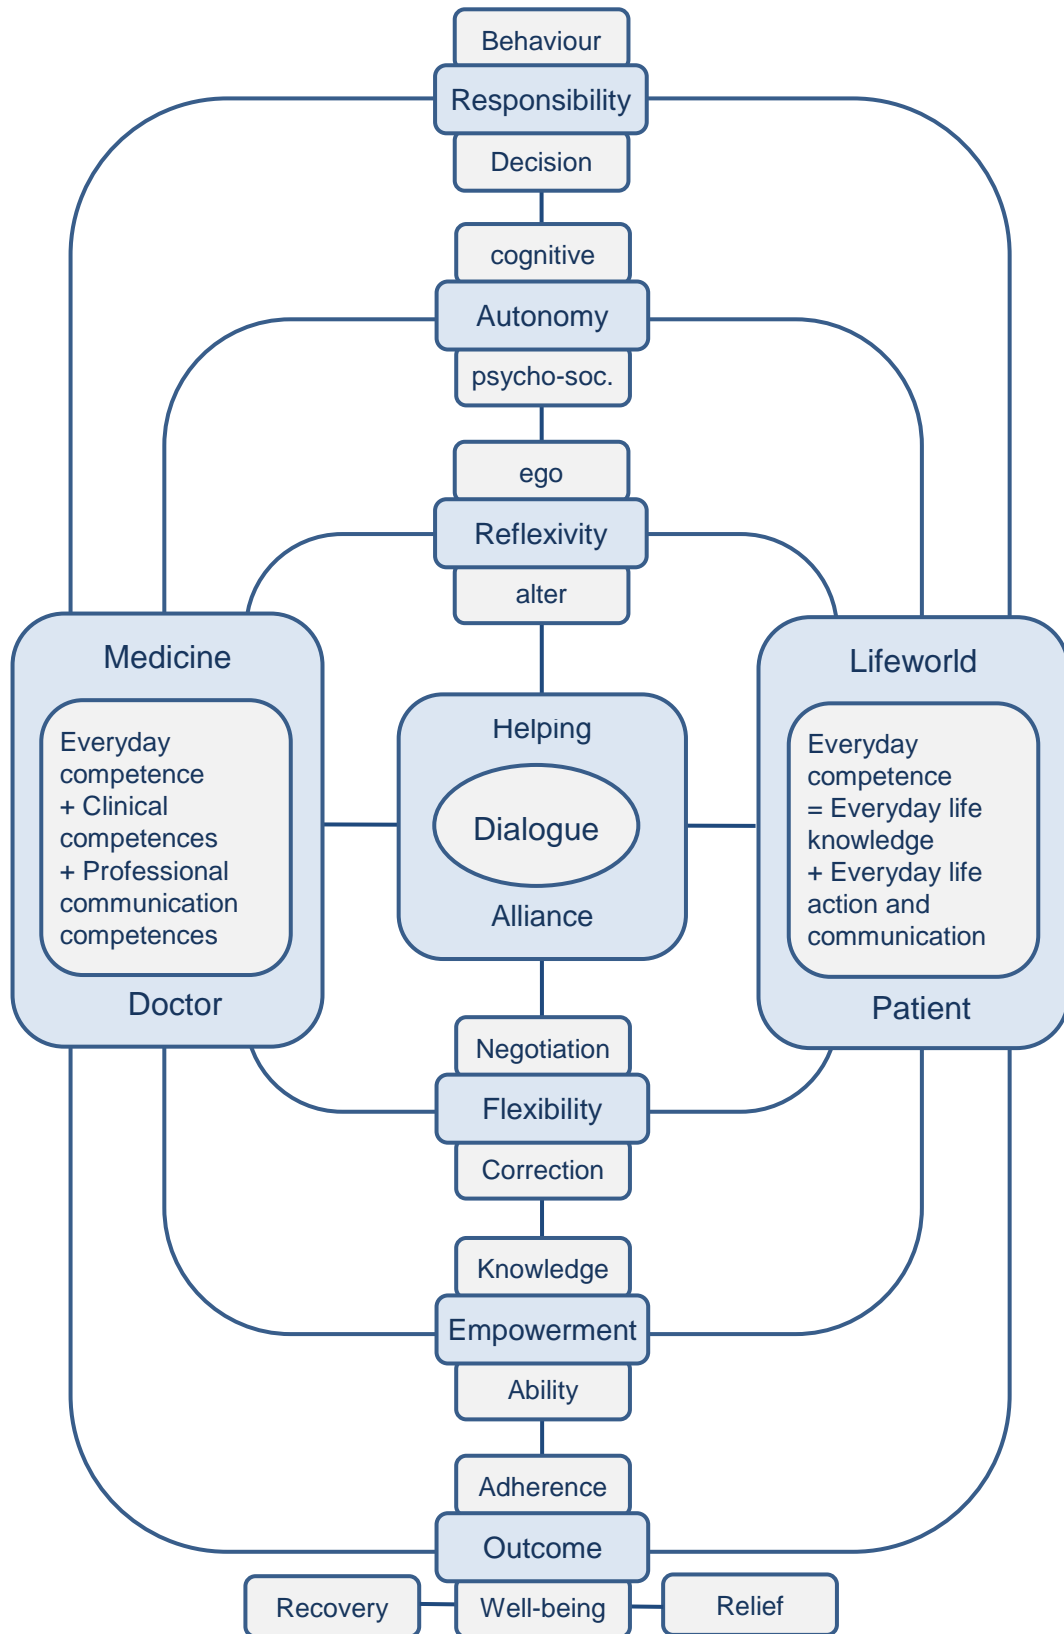 Behaviour
Responsibility
Decision
cognitive
Autonomy
psycho-soc.
ego
Reflexivity
alter
Medicine
Everyday
competence
+ Clinical
competences
+ Professional
communication
competences
Doctor
Helping
Dialogue
Alliance
Lifeworld
Everyday
competence
= Everyday life
knowledge
+ Everyday life
action and
communication
Patient
Negotiation
Flexibility
Correction
Knowledge
Empowerment
Ability
Adherence
Outcome
Recovery
Well-being
Relief